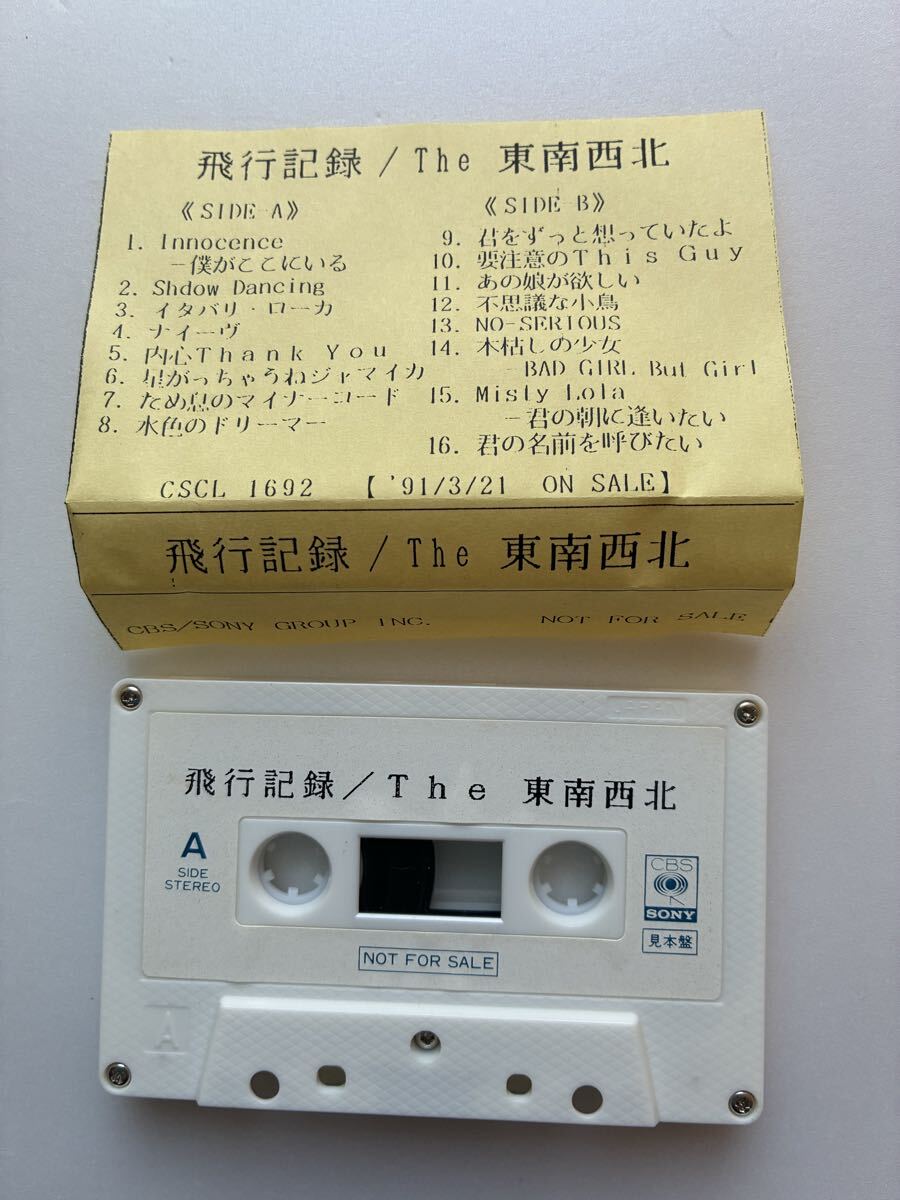 飛行記録/The 東南西北
《SIDE-A》
1. Innocence
-僕がここにいる
2. Shdow Dancing
3. イタバリ・ローカ
4. ナイーヴ
5. 内心Thank You
6. 星がっちゃうねジャマイカ
7. ため息のマイナーコード
8. 水色のドリーマー
《SIDE-B》
9. 君をずっと想っていたよ
10. 要注意のThis Guy
11. あの娘が欲しい
12. 不思議な小鳥
13. NO-SERIOUS
14. 木枯しの少女
-BAD GIRL But Girl
15. Misty Lola
-君の朝に逢いたい
16. 君の名前を呼びたい
CSCL 1692 【'91/3/21 ON SALE】
飛行記録/The 東南西北
CBS/SONY GROUP INC. NOT FOR SALE
飛行記録/The 東南西北
A
SIDE
STEREO
CBS
SONY
見本盤
NOT FOR SALE
A